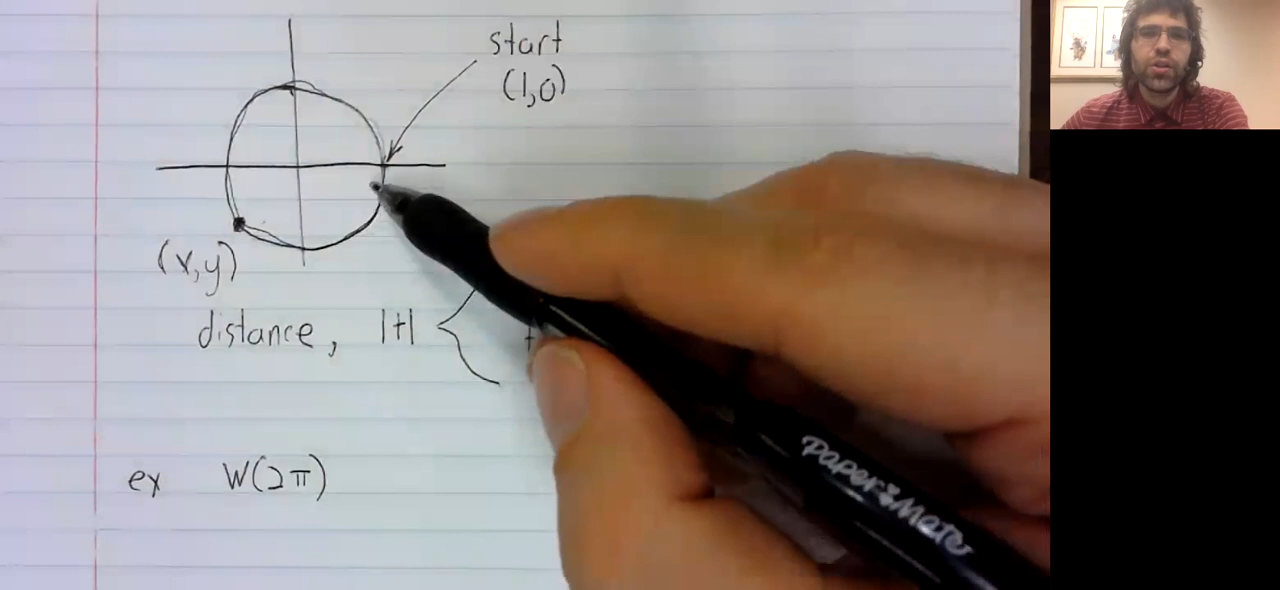 start
(1,0)
(x,y)
distance, |t|
ex W(2π)
Paper Mate